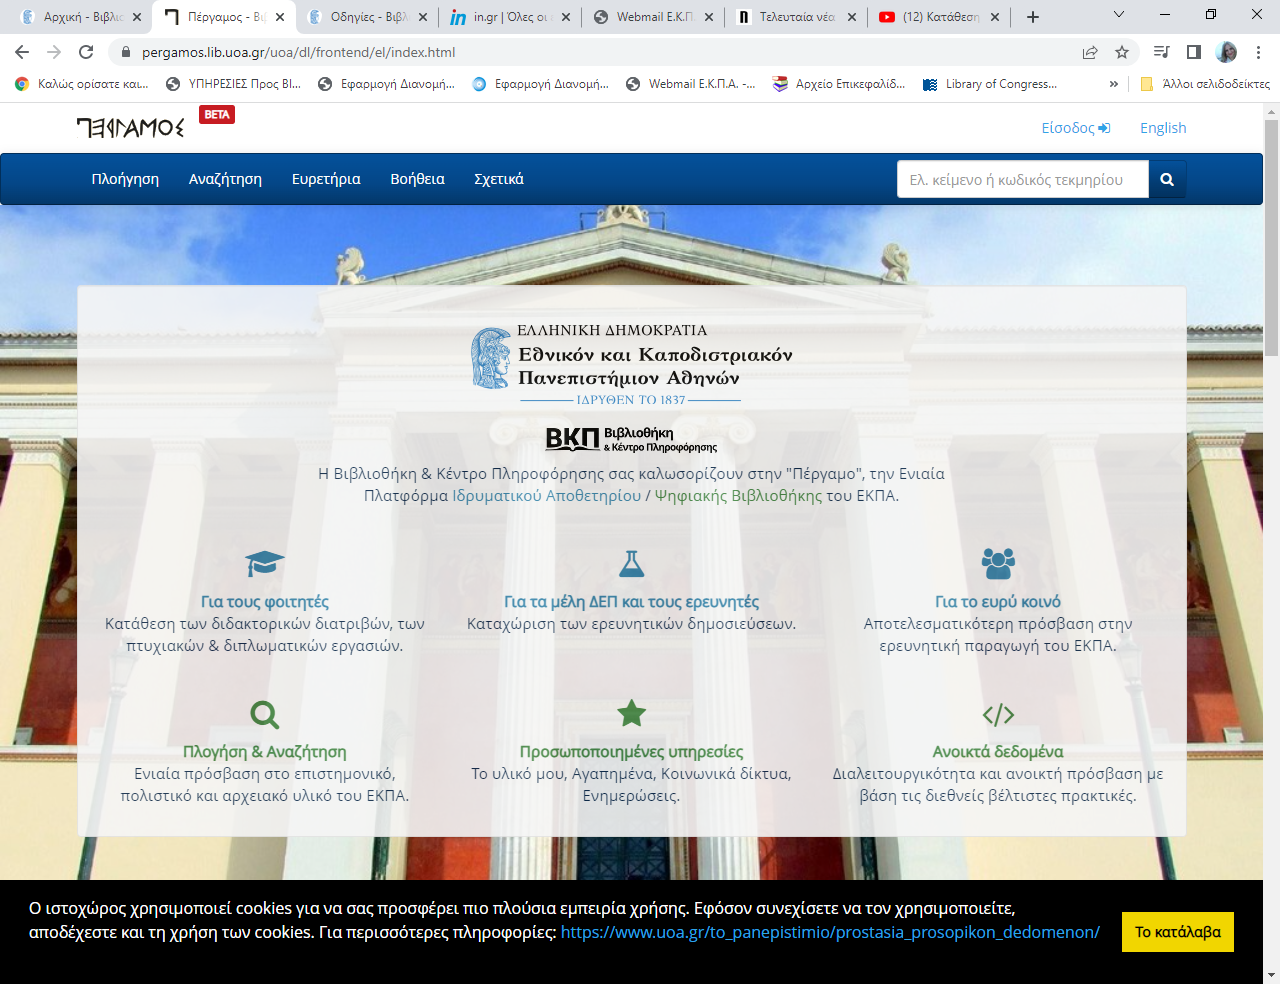 Αρχική - Βιβλιο
Πέργαμος - Βι
Οδηγίες - Βιβλ
in.gr | Όλες οι
Webmail Ε.Κ.Π.
Τελευταία νέα
(12) Κατάθεση
pergamos.lib.uoa.gr/uoa/dl/frontend/el/index.html
Καλώς ορίσατε και...
ΥΠΗΡΕΣΙΕΣ Προς ΒΙ...
Εφαρμογή Διανομή...
Εφαρμογή Διανομή...
Webmail Ε.Κ.Π.Α. -...
Αρχείο Επικεφαλίδ...
Library of Congress...
»
Άλλοι σελιδοδείκτες
ΠΕΡΓΑΜΟΣ
BETA
Είσοδος
English
Πλοήγηση
Αναζήτηση
Ευρετήρια
Βοήθεια
Σχετικά
Ελ. κείμενο ή κωδικός τεκμηρίου
ΕΛΛΗΝΙΚΗ ΔΗΜΟΚΡΑΤΙΑ
Εθνικόν και Καποδιστριακόν
Πανεπιστήμιον Αθηνών
ΙΔΡΥΘΕΝ ΤΟ 1837
ΒΚΠ Βιβλιοθήκη
& Κέντρο Πληροφόρησης
Η Βιβλιοθήκη & Κέντρο Πληροφόρησης σας καλωσορίζουν στην "Πέργαμο", την Ενιαία
Πλατφόρμα Ιδρυματικού Αποθετηρίου / Ψηφιακής Βιβλιοθήκης του ΕΚΠΑ.
Για τους φοιτητές
Κατάθεση των διδακτορικών διατριβών, των
πτυχιακών & διπλωματικών εργασιών.
Για τα μέλη ΔΕΠ και τους ερευνητές
Καταχώριση των ερευνητικών δημοσιεύσεων.
Για το ευρύ κοινό
Αποτελεσματικότερη πρόσβαση στην
ερευνητική παραγωγή του ΕΚΠΑ.
Πλογήση & Αναζήτηση
Ενιαία πρόσβαση στο επιστημονικό,
πολιστικό και αρχειακό υλικό του ΕΚΠΑ.
Προσωποποιημένες υπηρεσίες
Το υλικό μου, Αγαπημένα, Κοινωνικά δίκτυα,
Ενημερώσεις.
Ανοικτά δεδομένα
Διαλειτουργικότητα και ανοικτή πρόσβαση με
βάση τις διεθνείς βέλτιστες πρακτικές.
Ο ιστοχώρος χρησιμοποιεί cookies για να σας προσφέρει πιο πλούσια εμπειρία χρήσης. Εφόσον συνεχίσετε να τον χρησιμοποιείτε,
αποδέχεστε και τη χρήση των cookies. Για περισσότερες πληροφορίες: https://www.uoa.gr/to_panepistimio/prostasia_prosopikon_dedomenon/
Το κατάλαβα